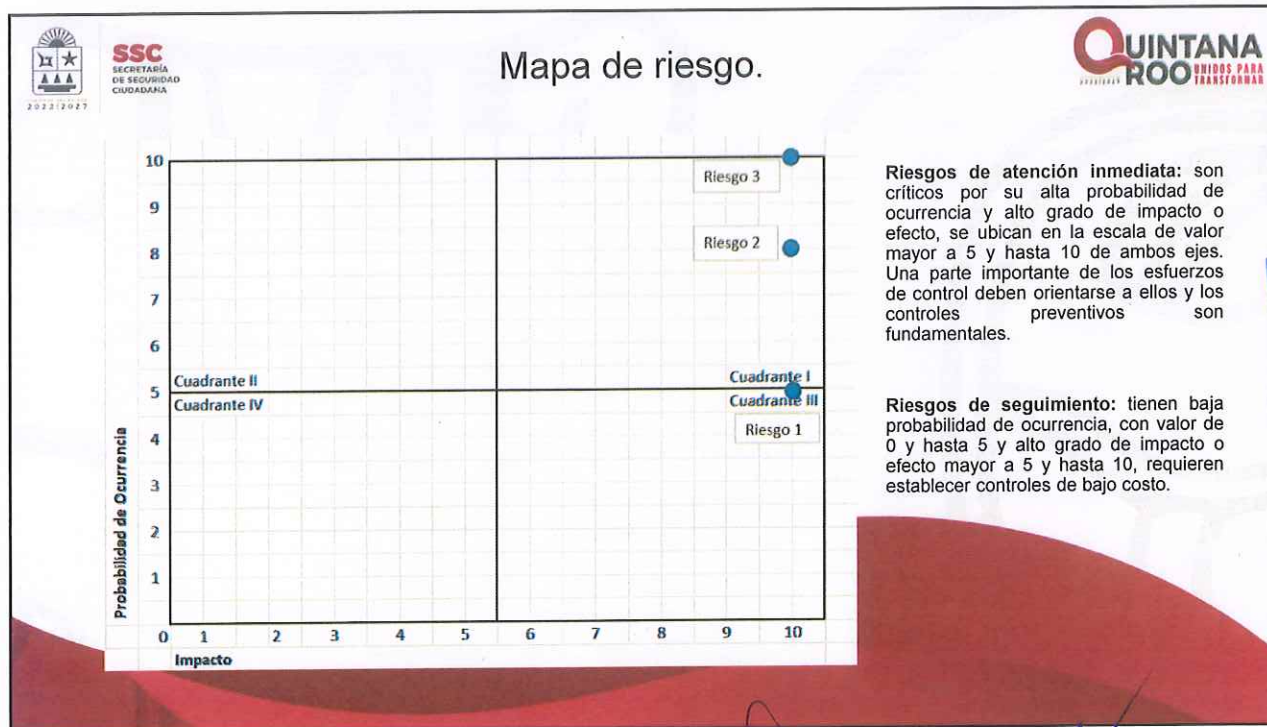 2022|2027
SSC
SECRETARÍA
DE SEGURIDAD
CIUDADANA
Mapa de riesgo.
QUINTANA
ROO UNIDOS PARA
TRANSFORMAR
10
9
8
7
6
5
4
3
2
1
Probabilidad de Ocurrencia
Riesgo 3
Riesgo 2
Cuadrante II
Cuadrante I
Cuadrante IV
Cuadrante III
Riesgo 1
0 1 2 3 4 5 6 7 8 9 10
Impacto
Riesgos de atención inmediata: son
críticos por su alta probabilidad de
ocurrencia y alto grado de impacto o
efecto, se ubican en la escala de valor
mayor a 5 y hasta 10 de ambos ejes.
Una parte importante de los esfuerzos
de control deben orientarse a ellos y los
controles preventivos son
fundamentales.
Riesgos de seguimiento: tienen baja
probabilidad de ocurrencia, con valor de
0 y hasta 5 y alto grado de impacto o
efecto mayor a 5 y hasta 10, requieren
establecer controles de bajo costo.